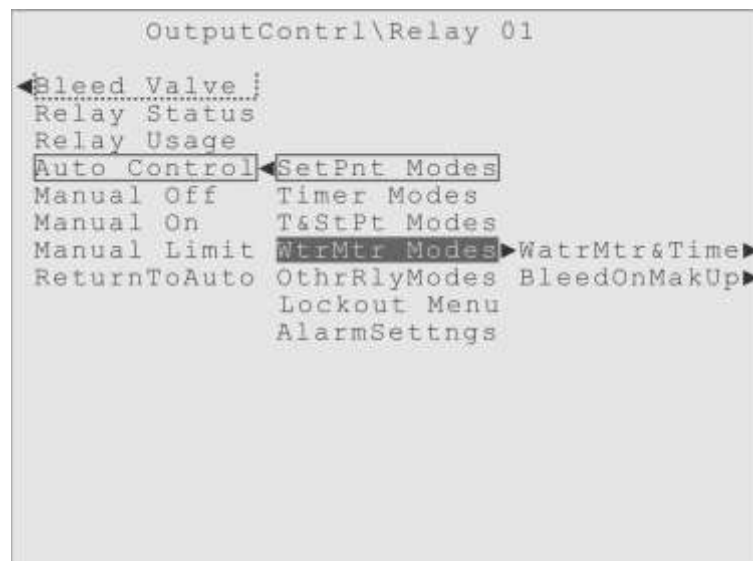 OutputContrl\Relay 01
Bleed Valve
Relay Status
Relay Usage
Auto Control SetPnt Modes
Manual Off Timer Modes
Manual On T&StPt Modes
Manual Limit WtrMtr Modes WatrMtr&Time
ReturnToAuto OthrRlyModes BleedOnMakUp
Lockout Menu
AlarmSettngs